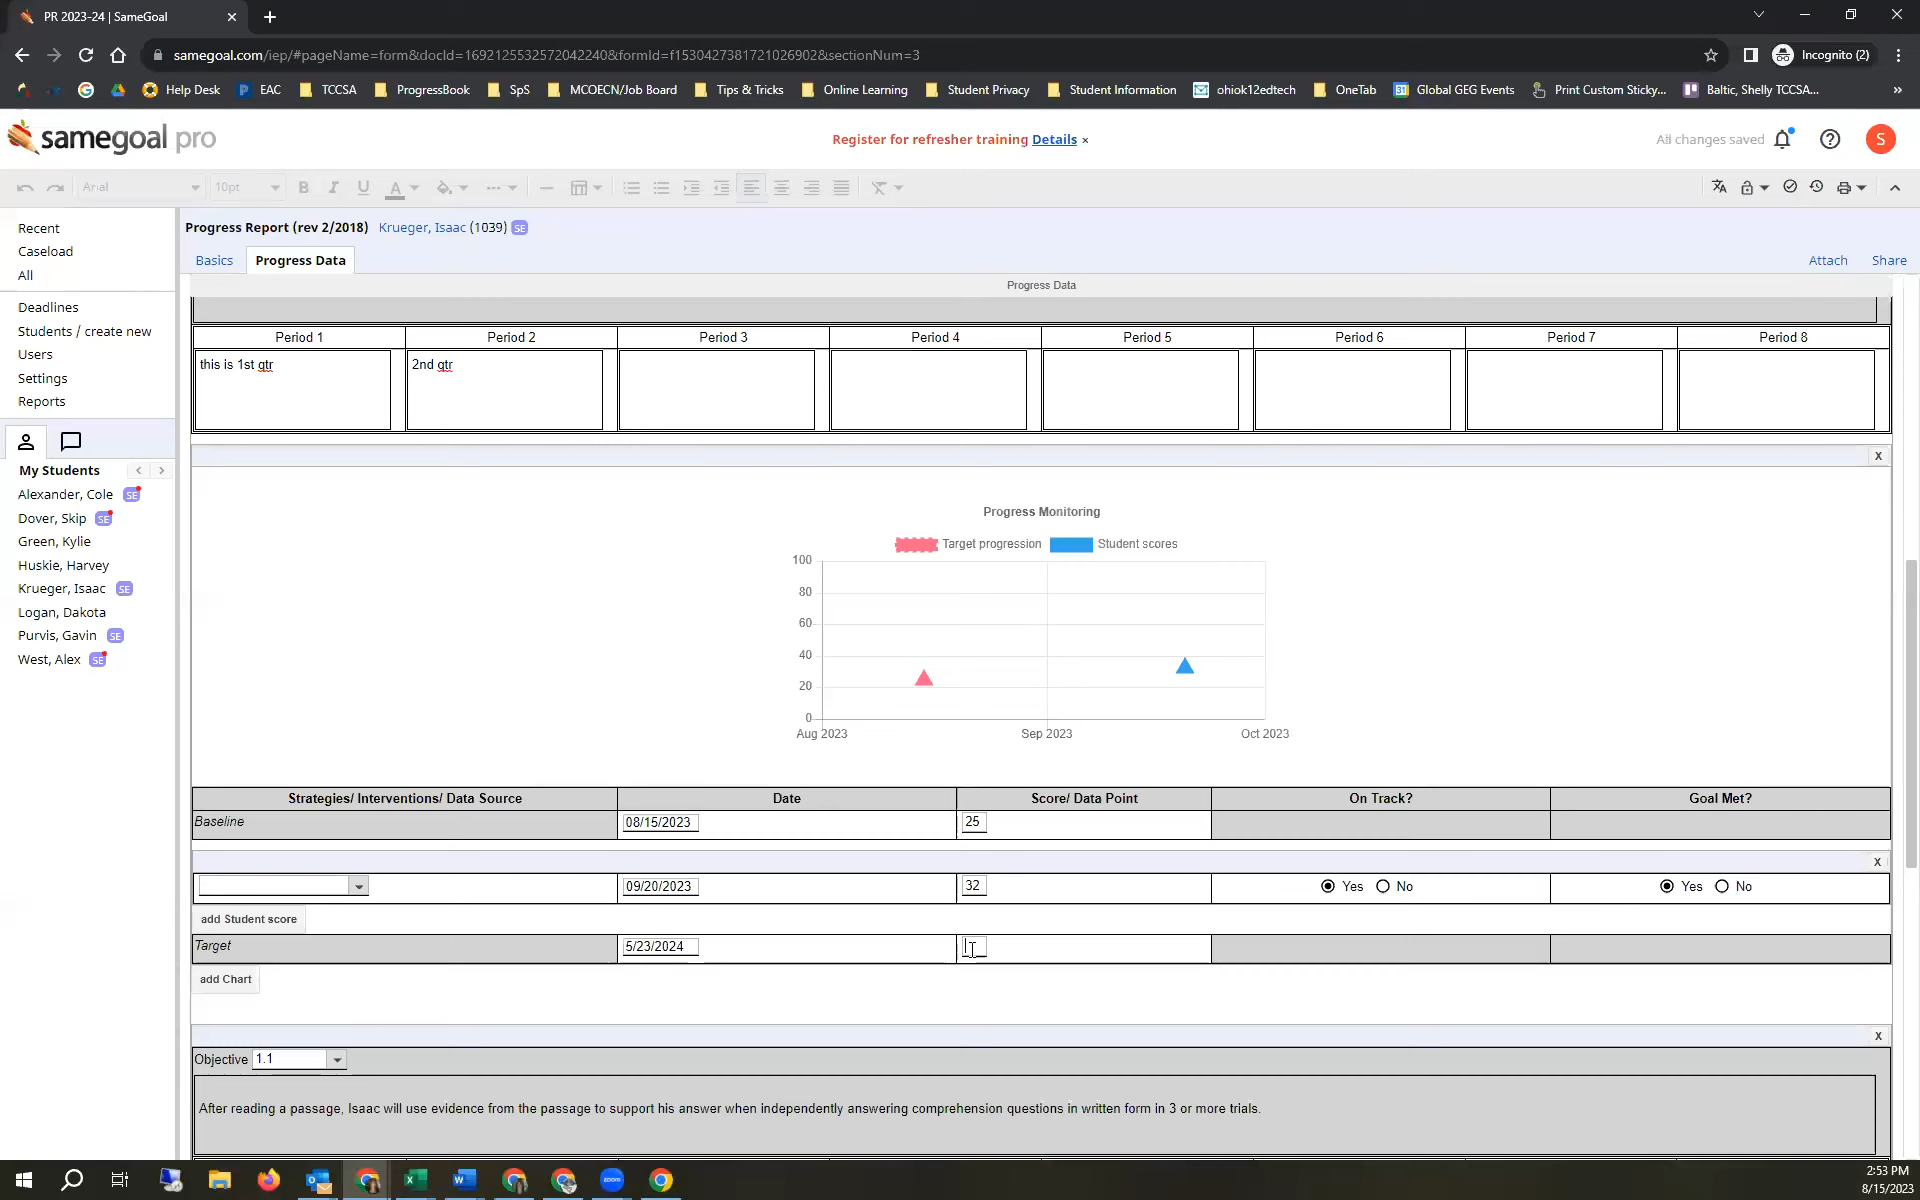 PR 2023-24 | SameGoal
samegoal.com/iep/#pageName=form&docId=1692125532572042240&formId=f1530427381721026902&sectionNum=3
Incognito (2)
Help Desk EAC TCCSA ProgressBook SpS MCOECN/Job Board Tips & Tricks Online Learning Student Privacy Student Information ohiok12edtech OneTab Global GEG Events Print Custom Sticky... Baltic, Shelly TCCSA...
samegoal pro
Register for refresher training Details ×
All changes saved
S
Arial 10pt B I U A
Recent
Caseload
All
Deadlines
Students / create new
Users
Settings
Reports
My Students
Alexander, Cole SE
Dover, Skip SE
Green, Kylie
Huskie, Harvey
Krueger, Isaac SE
Logan, Dakota
Purvis, Gavin SE
West, Alex SE
Progress Report (rev 2/2018) Krueger, Isaac (1039) SE
Basics Progress Data Attach Share
Progress Data
Period 1 Period 2 Period 3 Period 4 Period 5 Period 6 Period 7 Period 8
this is 1st qtr 2nd qtr
X
Progress Monitoring
Target progression Student scores
100
80
60
40
20
0
Aug 2023 Sep 2023 Oct 2023
Strategies/ Interventions/ Data Source Date Score/ Data Point On Track? Goal Met?
Baseline 08/15/2023 25
X
09/20/2023 32 Yes No Yes No
add Student score
Target 5/23/2024
add Chart
X
Objective 1.1
After reading a passage, Isaac will use evidence from the passage to support his answer when independently answering comprehension questions in written form in 3 or more trials.
2:53 PM
8/15/2023